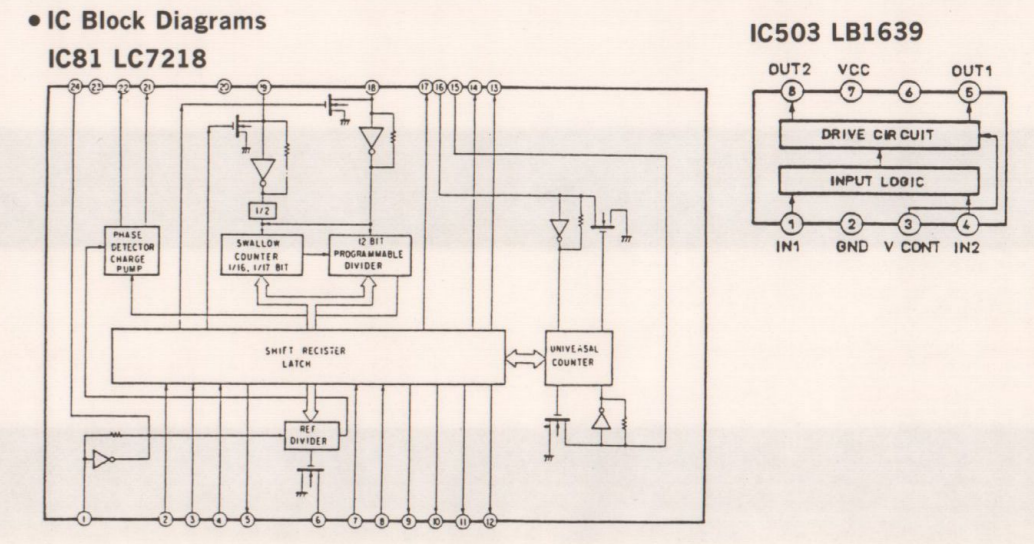 • IC Block Diagrams
IC81 LC7218
24 23 22 21 20 19 18 17 16 15 14 13
1/2
PHASE
DETECTOR
CHARGE
PUMP
SWALLOW
COUNTER
1/16, 1/17 BIT
12 BIT
PROGRAMMABLE
DIVIDER
SHIFT REGISTER
LATCH
UNIVERSAL
COUNTER
REF
DIVIDER
1 2 3 4 5 6 7 8 9 10 11 12
IC503 LB1639
OUT2 VCC OUT1
8 7 6 5
DRIVE CIRCUIT
INPUT LOGIC
1 2 3 4
IN1 GND V CONT IN2